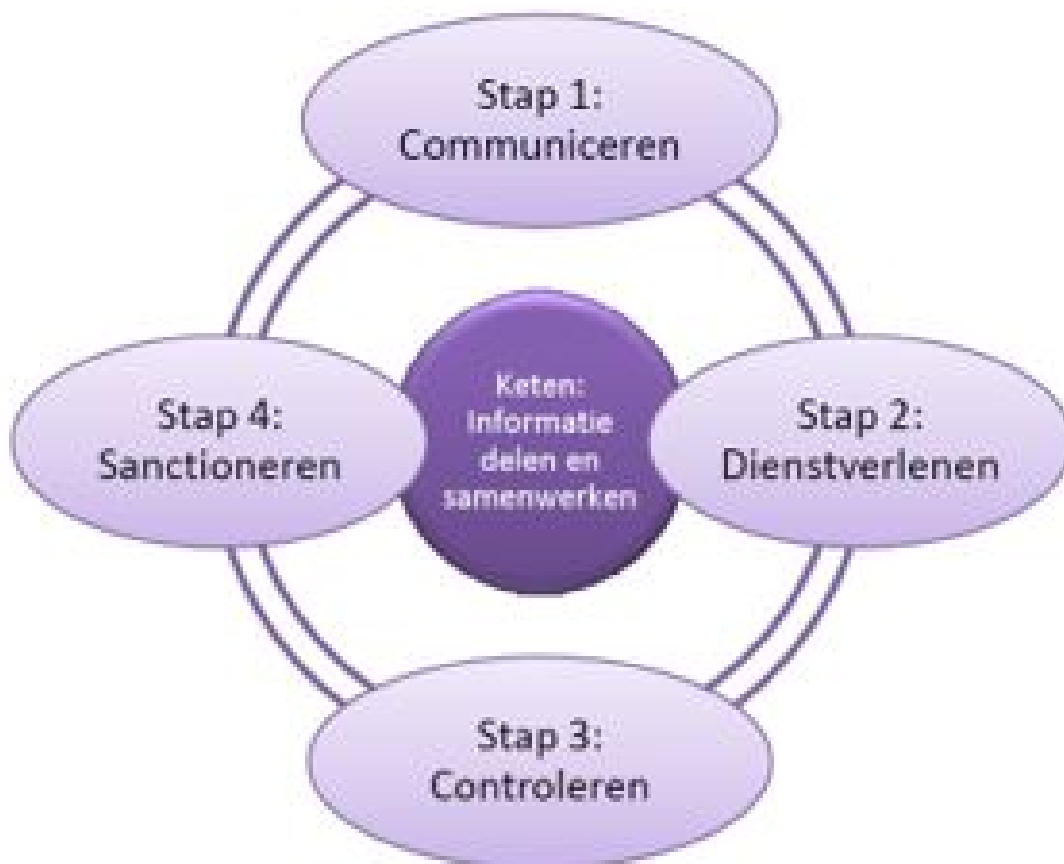 Stap 1:
Communiceren
Stap 2:
Dienstverlenen
Stap 3:
Controleren
Stap 4:
Sanctioneren
Keten:
Informatie
delen en
samenwerken